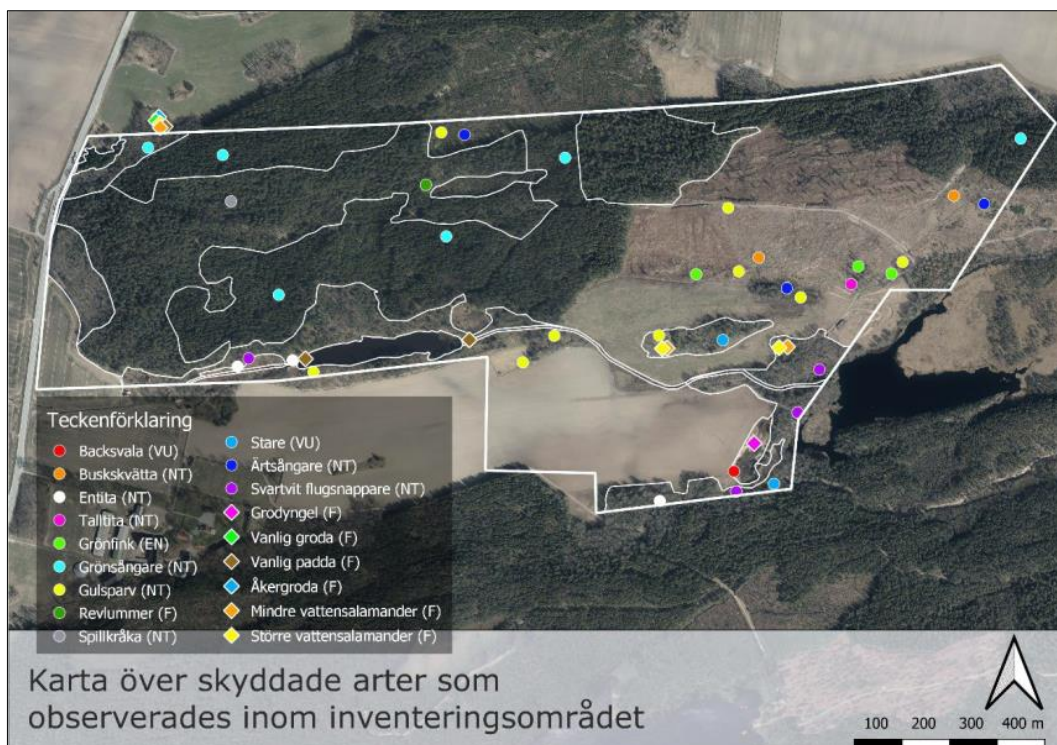 Teckenförklaring
Backsvala (VU)
Buskskvätta (NT)
Entita (NT)
Talltita (NT)
Grönfink (EN)
Grönsångare (NT)
Gulsparv (NT)
Revlummer (F)
Spillkråka (NT)
Stare (VU)
Ärtsångare (NT)
Svartvit flugsnappare (NT)
Grodyngel (F)
Vanlig groda (F)
Vanlig padda (F)
Åkergroda (F)
Mindre vattensalamander (F)
Större vattensalamander (F)
Karta över skyddade arter som
observerades inom inventeringsområdet
100 200 300 400 m